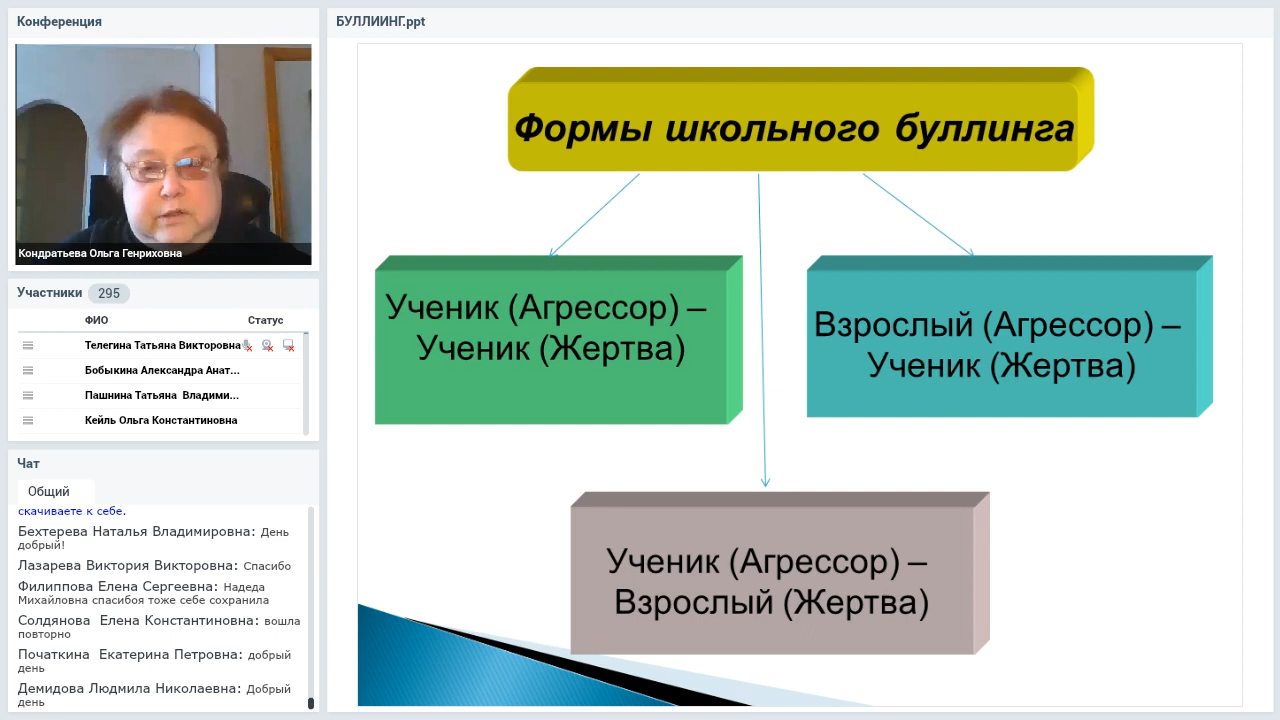 Конференция
Кондратьева Ольга Генриховна
Участники 295
ФИО Статус
Телегина Татьяна Викторовна
Бобыкина Александра Анат...
Пашнина Татьяна Владими...
Кейль Ольга Константиновна
Чат
Общий
скачиваете к себе.
Бехтерева Наталья Владимировна: День
добрый!
Лазарева Виктория Викторовна: Спасибо
Филиппова Елена Сергеевна: Надеда
Михайловна спасибоя тоже себе сохранила
Солдянова Елена Константиновна: вошла
повторно
Початкина Екатерина Петровна: добрый
день
Демидова Людмила Николаевна: Добрый
день
БУЛЛИИНГ.ppt
Формы школьного буллинга
Ученик (Агрессор) –
Ученик (Жертва)
Взрослый (Агрессор) –
Ученик (Жертва)
Ученик (Агрессор) –
Взрослый (Жертва)